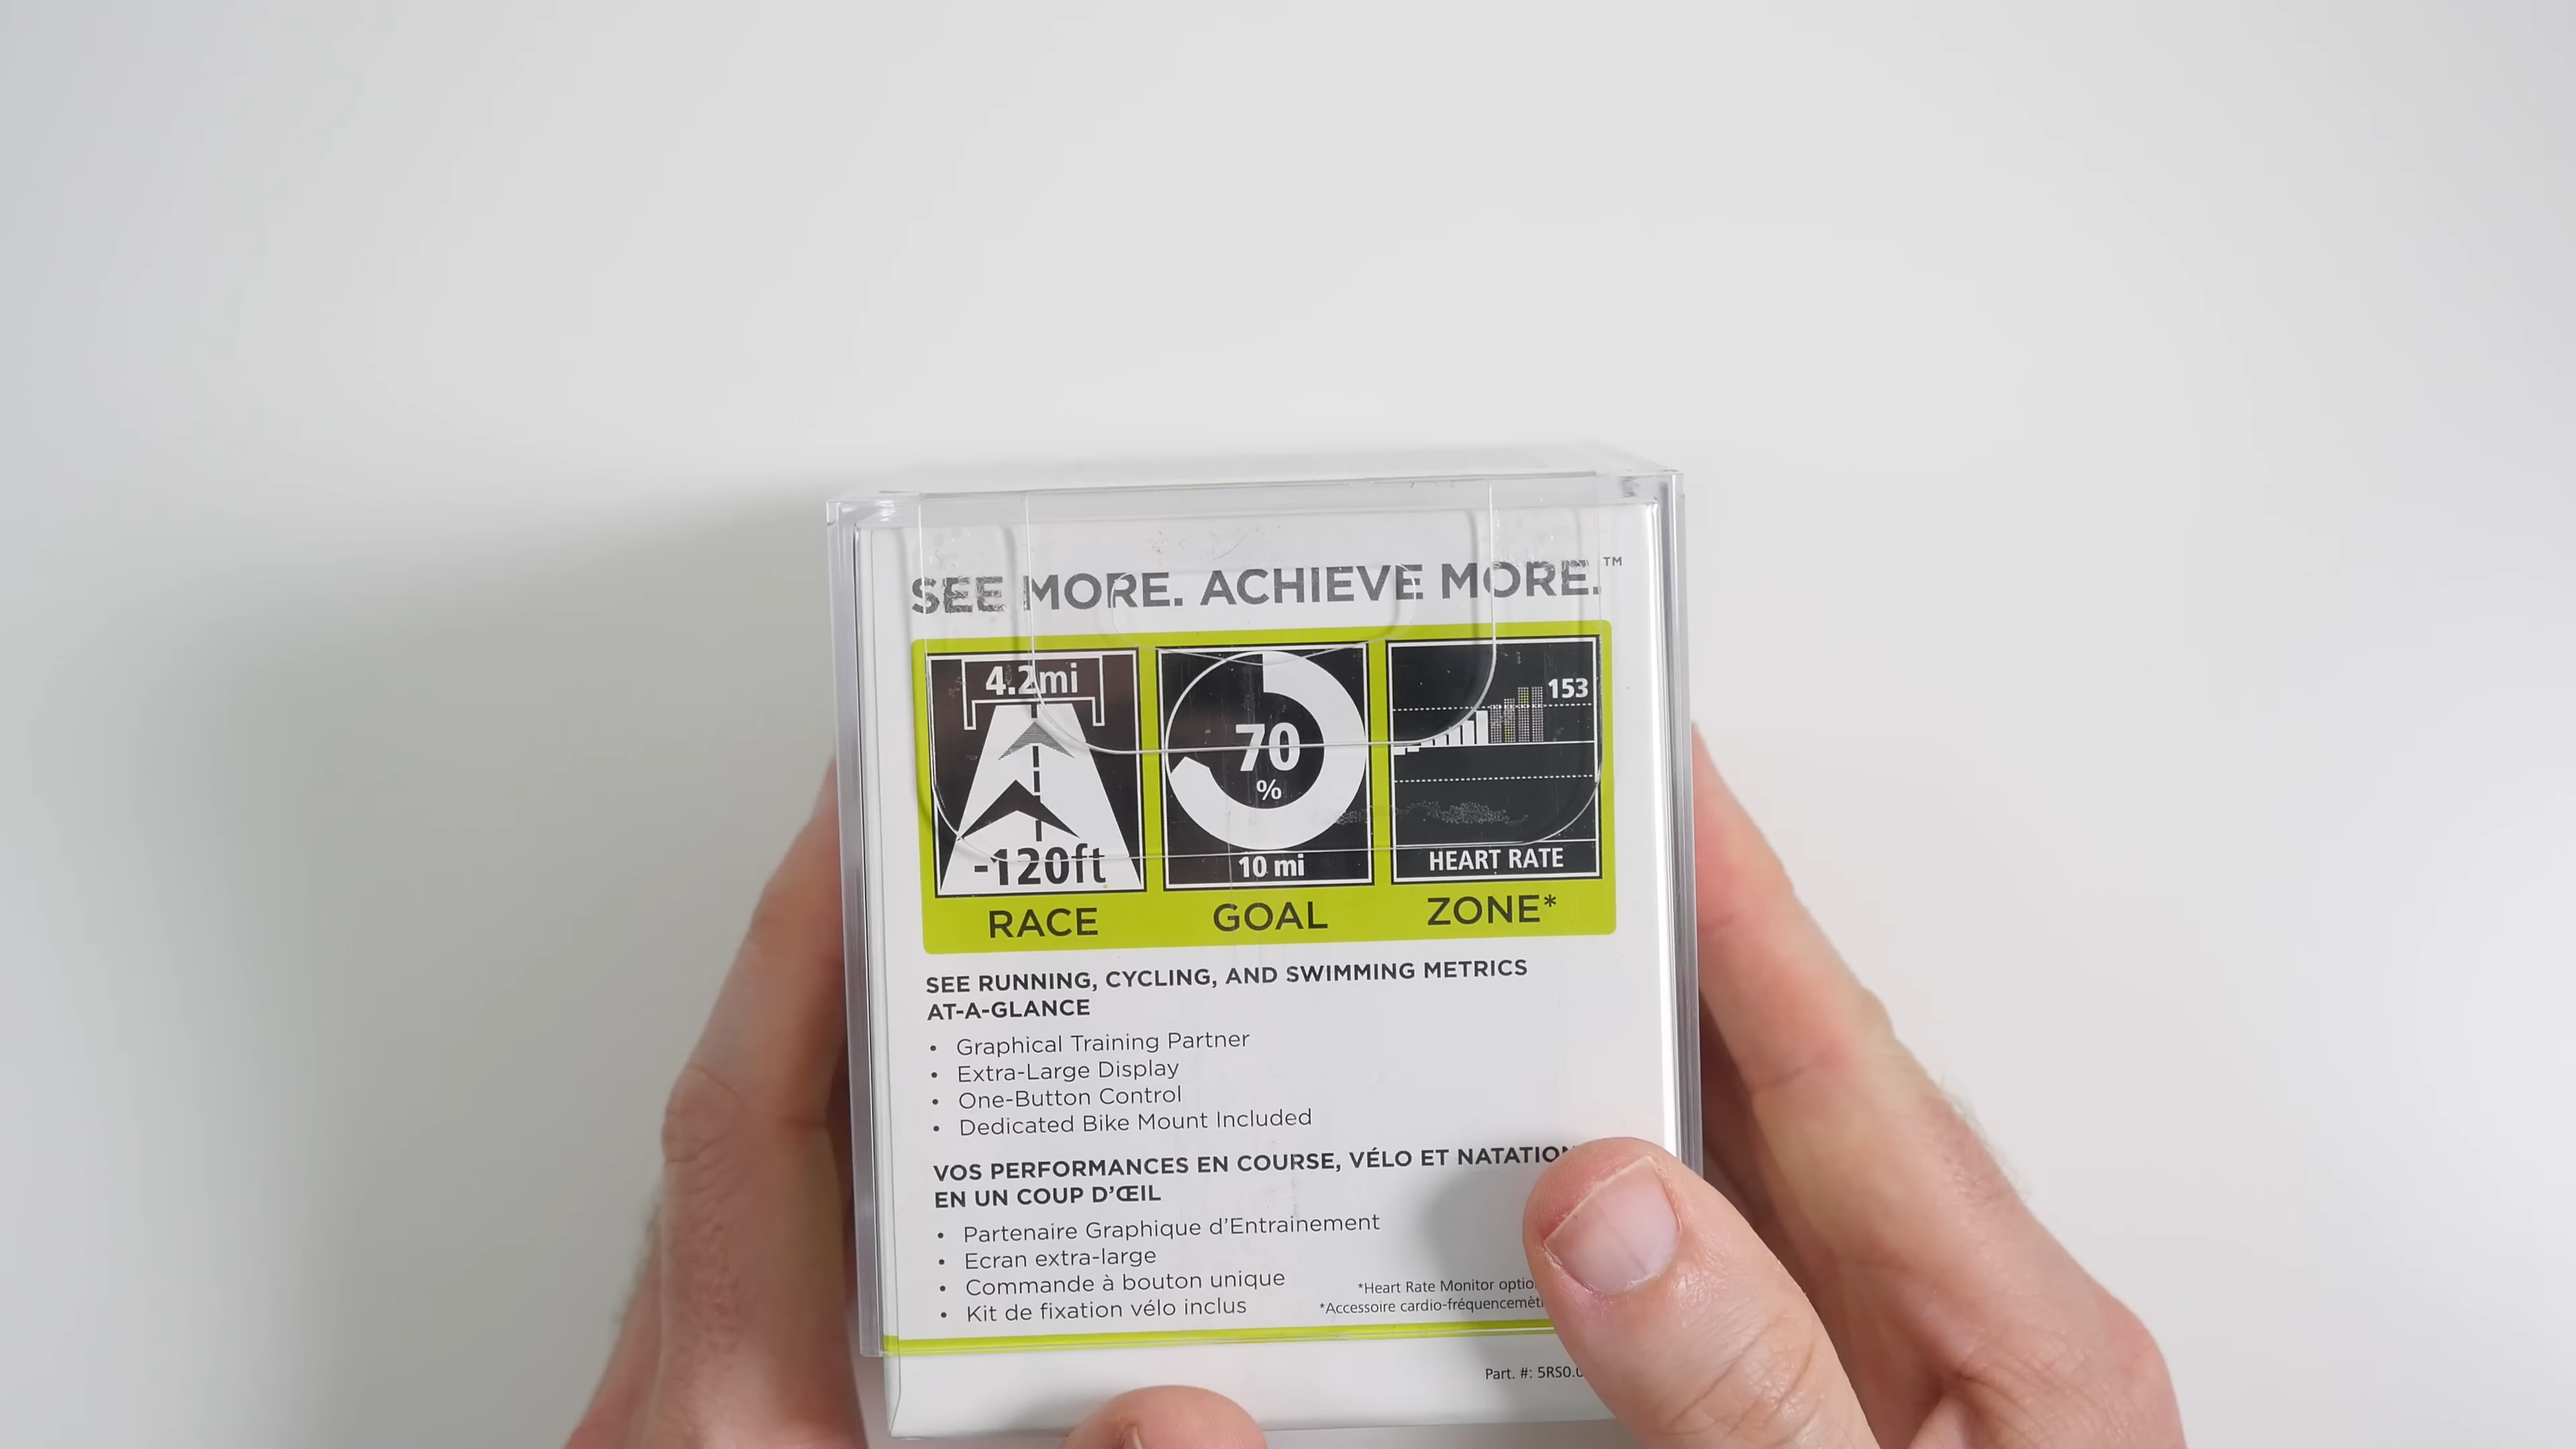 SEE MORE. ACHIEVE MORE.™
4.2mi
-120ft
RACE
70
%
10 mi
GOAL
153
HEART RATE
ZONE*
SEE RUNNING, CYCLING, AND SWIMMING METRICS
AT-A-GLANCE
• Graphical Training Partner
• Extra-Large Display
• One-Button Control
• Dedicated Bike Mount Included
VOS PERFORMANCES EN COURSE, VÉLO ET NATATION
EN UN COUP D'ŒIL
• Partenaire Graphique d'Entrainement
• Ecran extra-large
• Commande à bouton unique
• Kit de fixation vélo inclus
*Heart Rate Monitor
*Accessoire
Part. #: